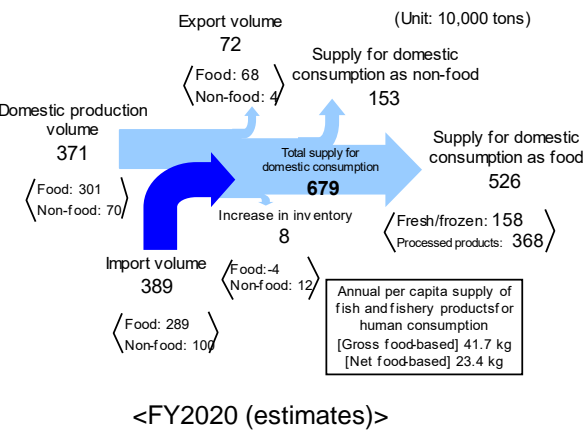 Export volume
72
Food: 68
Non-food: 4
(Unit: 10,000 tons)
Supply for domestic
consumption as non-food
153
Domestic production
volume
371
Food: 301
Non-food: 70
Total supply for
domestic consumption
679
Supply for domestic
consumption as food
526
Fresh/frozen: 158
Processed products: 368
Increase in inventory
8
Food:-4
Non-food: 12
Import volume
389
Food: 289
Non-food: 100
Annual per capita supply of
fish and fishery products for
human consumption
[Gross food-based] 41.7 kg
[Net food-based] 23.4 kg
<FY2020 (estimates)>